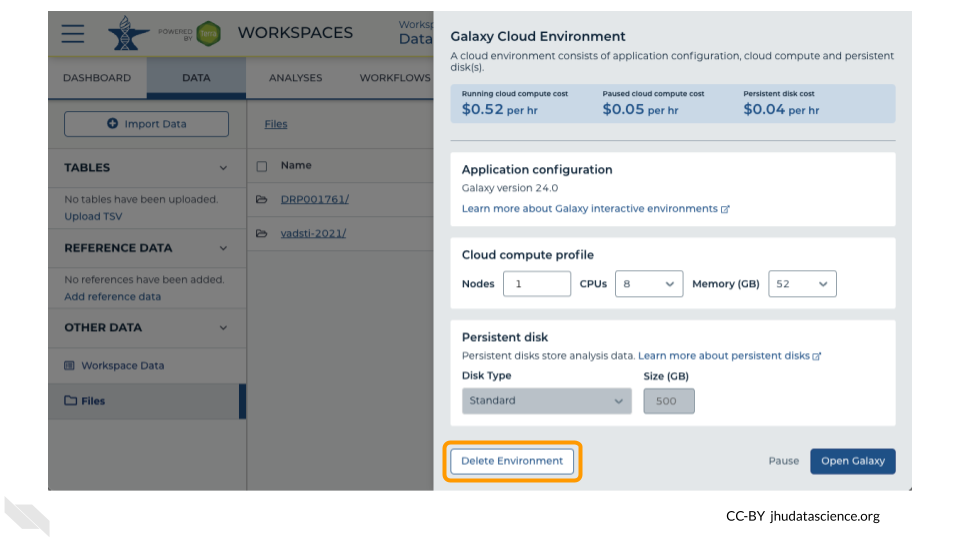 POWERED
BY
Terra
WORKSPACES
Worksp
Data
DASHBOARD
DATA
ANALYSES
WORKFLOWS
Import Data
TABLES
No tables have been uploaded.
Upload TSV
REFERENCE DATA
No references have been added.
Add reference data
OTHER DATA
Workspace Data
Files
Files
Name
DRP001761/
vadsti-2021/
Galaxy Cloud Environment
A cloud environment consists of application configuration, cloud compute and persistent
disk(s).
Running cloud compute cost
$0.52 per hr
Paused cloud compute cost
$0.05 per hr
Persistent disk cost
$0.04 per hr
Application configuration
Galaxy version 24.0
Learn more about Galaxy interactive environments
Cloud compute profile
Nodes 1 CPUs 8 Memory (GB) 52
Persistent disk
Persistent disks store analysis data. Learn more about persistent disks
Disk Type
Standard
Size (GB)
500
Delete Environment
Pause
Open Galaxy
CC-BY jhudatascience.org